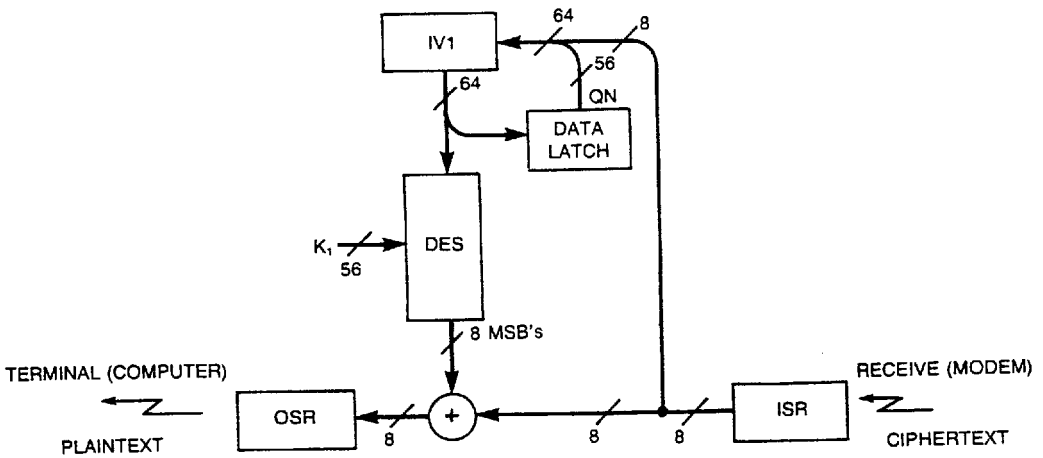 64
8
IV1
64
56
QN
DATA
LATCH
K₁
56
DES
8 MSB's
TERMINAL (COMPUTER)
PLAINTEXT
OSR
8
+
8
8
ISR
RECEIVE (MODEM)
CIPHERTEXT